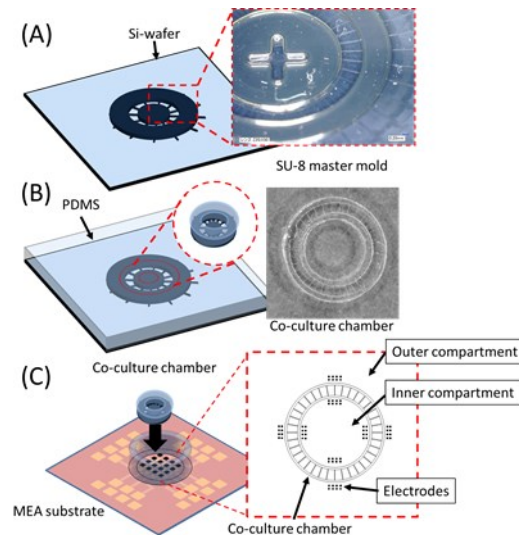 (A)
Si-wafer
SU-8 master mold
(B)
PDMS
Co-culture chamber
Co-culture chamber
(C)
Outer compartment
Inner compartment
MEA substrate
Electrodes
Co-culture chamber